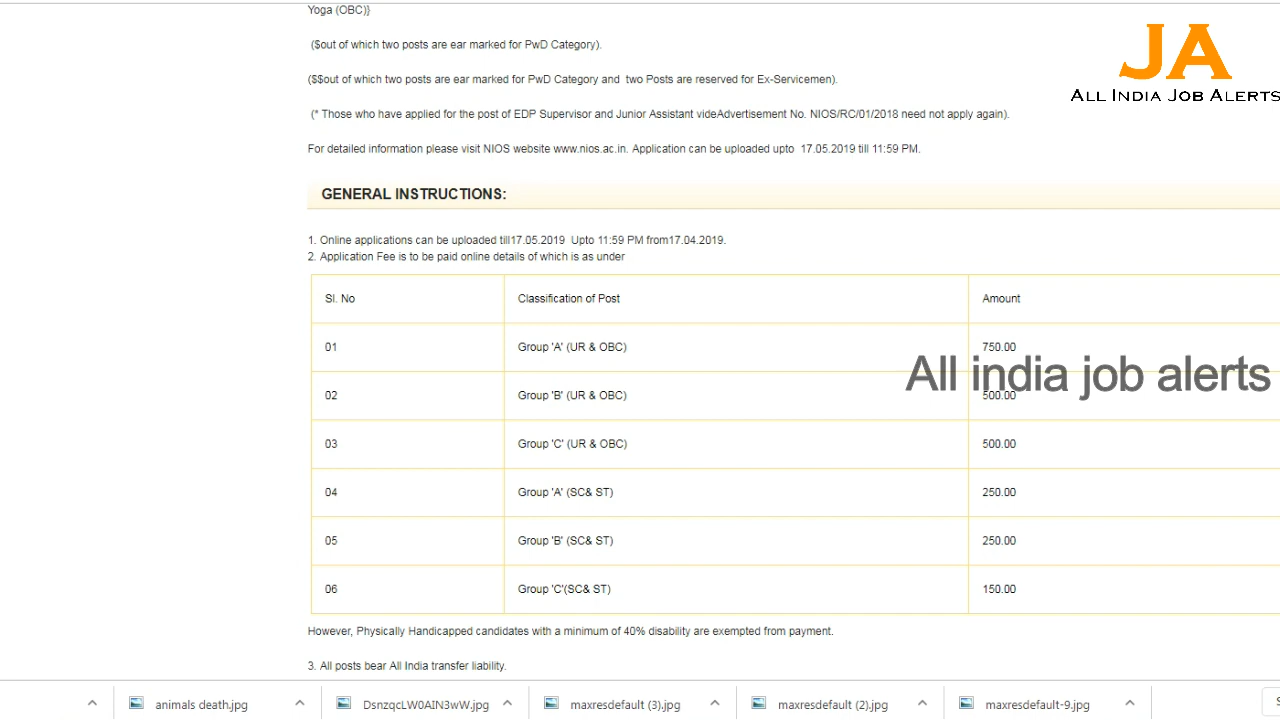 Yoga (OBC)}
($out of which two posts are ear marked for PwD Category).
($$out of which two posts are ear marked for PwD Category and two Posts are reserved for Ex-Servicemen).
(* Those who have applied for the post of EDP Supervisor and Junior Assistant videAdvertisement No. NIOS/RC/01/2018 need not apply again).
For detailed information please visit NIOS website www.nios.ac.in. Application can be uploaded upto 17.05.2019 till 11:59 PM.
JA
ALL INDIA JOB ALERTS
GENERAL INSTRUCTIONS:
1. Online applications can be uploaded till17.05.2019 Upto 11:59 PM from17.04.2019.
2. Application Fee is to be paid online details of which is as under
Sl. No Classification of Post Amount
01 Group 'A' (UR & OBC) 750.00
All india job alerts
02 Group 'B' (UR & OBC) 500.00
03 Group 'C' (UR & OBC) 500.00
04 Group 'A' (SC& ST) 250.00
05 Group 'B' (SC& ST) 250.00
06 Group 'C'(SC& ST) 150.00
However, Physically Handicapped candidates with a minimum of 40% disability are exempted from payment.
3. All posts bear All India transfer liability.
animals death.jpg DsnzqcLW0AIN3wW.jpg maxresdefault (3).jpg maxresdefault (2).jpg maxresdefault-9.jpg